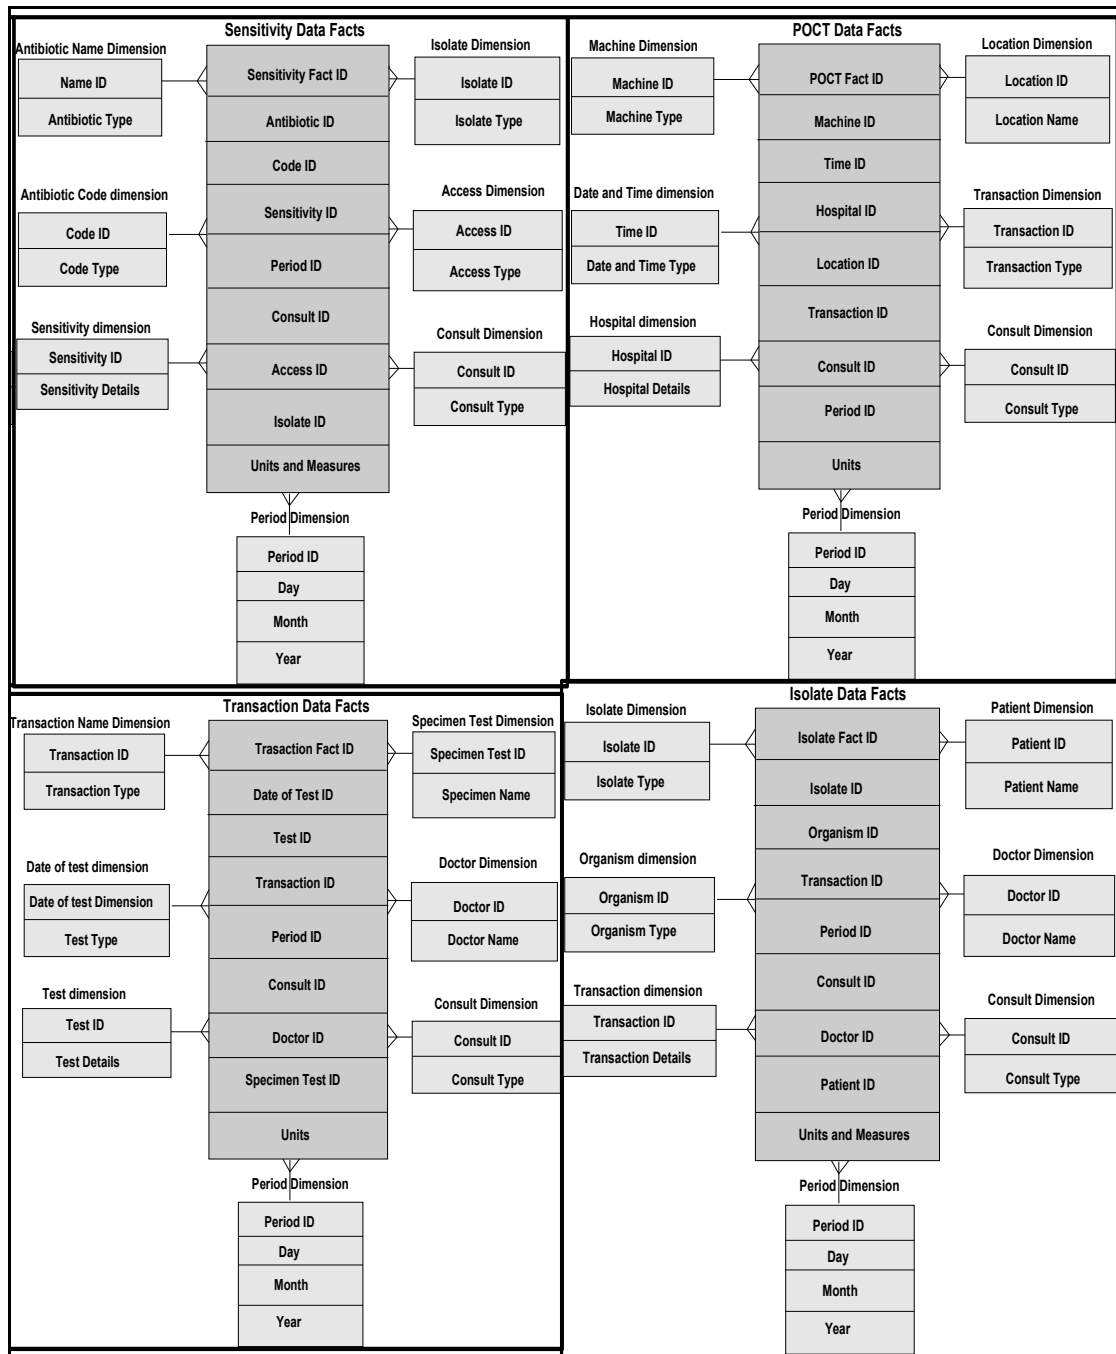 Sensitivity Data Facts
Antibiotic Name Dimension
Name ID
Antibiotic Type
Antibiotic Code dimension
Code ID
Code Type
Sensitivity dimension
Sensitivity ID
Sensitivity Details
Sensitivity Fact ID
Antibiotic ID
Code ID
Sensitivity ID
Period ID
Consult ID
Access ID
Isolate ID
Units and Measures
Isolate Dimension
Isolate ID
Isolate Type
Access Dimension
Access ID
Access Type
Consult Dimension
Consult ID
Consult Type
Period Dimension
Period ID
Day
Month
Year
POCT Data Facts
Machine Dimension
Machine ID
Machine Type
Date and Time dimension
Time ID
Date and Time Type
Hospital dimension
Hospital ID
Hospital Details
POCT Fact ID
Machine ID
Time ID
Hospital ID
Location ID
Transaction ID
Consult ID
Period ID
Units
Location Dimension
Location ID
Location Name
Transaction Dimension
Transaction ID
Transaction Type
Consult Dimension
Consult ID
Consult Type
Period Dimension
Period ID
Day
Month
Year
Transaction Data Facts
Transaction Name Dimension
Transaction ID
Transaction Type
Date of test dimension
Date of test Dimension
Test Type
Test dimension
Test ID
Test Details
Trasaction Fact ID
Date of Test ID
Test ID
Transaction ID
Period ID
Consult ID
Doctor ID
Specimen Test ID
Units
Specimen Test Dimension
Specimen Test ID
Specimen Name
Doctor Dimension
Doctor ID
Doctor Name
Consult Dimension
Consult ID
Consult Type
Period Dimension
Period ID
Day
Month
Year
Isolate Data Facts
Isolate Dimension
Isolate ID
Isolate Type
Organism dimension
Organism ID
Organism Type
Transaction dimension
Transaction ID
Transaction Details
Isolate Fact ID
Isolate ID
Organism ID
Transaction ID
Period ID
Consult ID
Doctor ID
Patient ID
Units and Measures
Patient Dimension
Patient ID
Patient Name
Doctor Dimension
Doctor ID
Doctor Name
Consult Dimension
Consult ID
Consult Type
Period Dimension
Period ID
Day
Month
Year